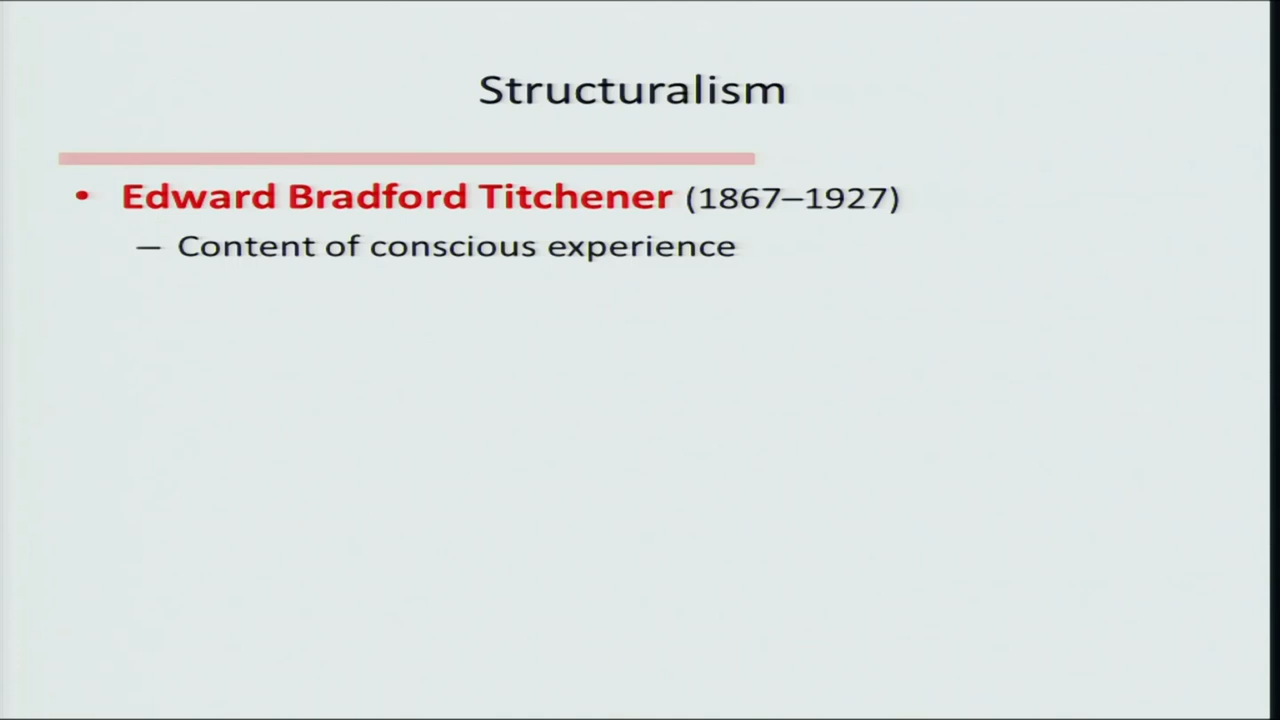 Structuralism
• Edward Bradford Titchener (1867–1927)
– Content of conscious experience